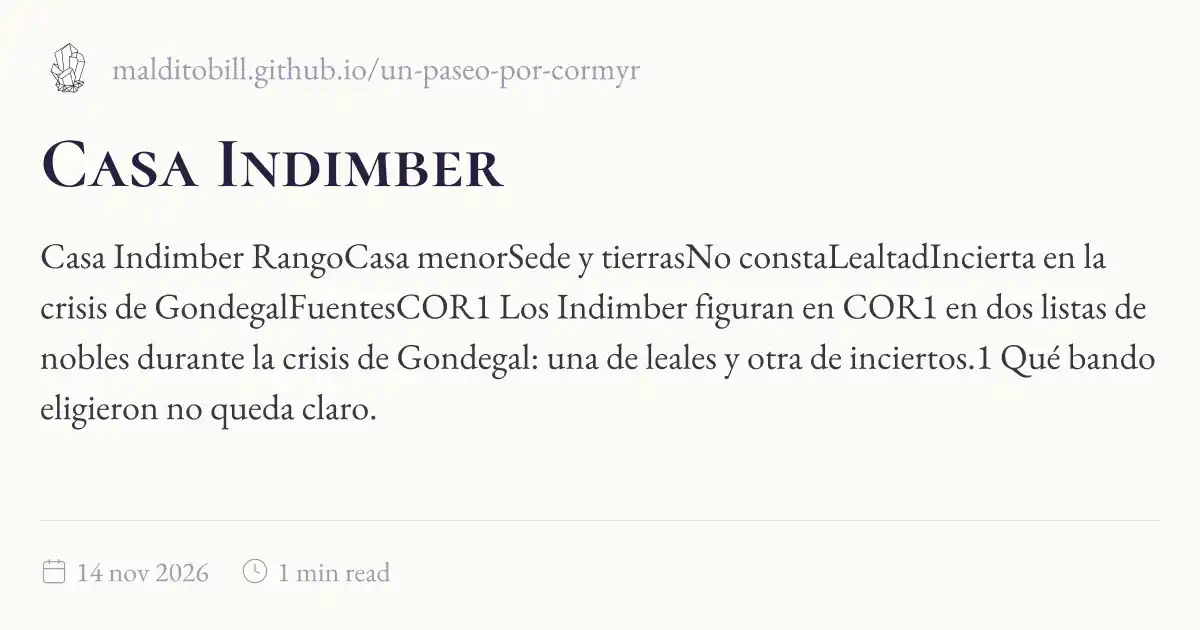 malditobill.github.io/un-paseo-por-cormyr
Casa Indimber
Casa Indimber RangoCasa menorSede y tierrasNo constaLealtadIncierta en la
crisis de GondegalFuentesCOR1 Los Indimber figuran en COR1 en dos listas de
nobles durante la crisis de Gondegal: una de leales y otra de inciertos.1 Qué bando
eligieron no queda claro.
14 nov 2026 1 min read